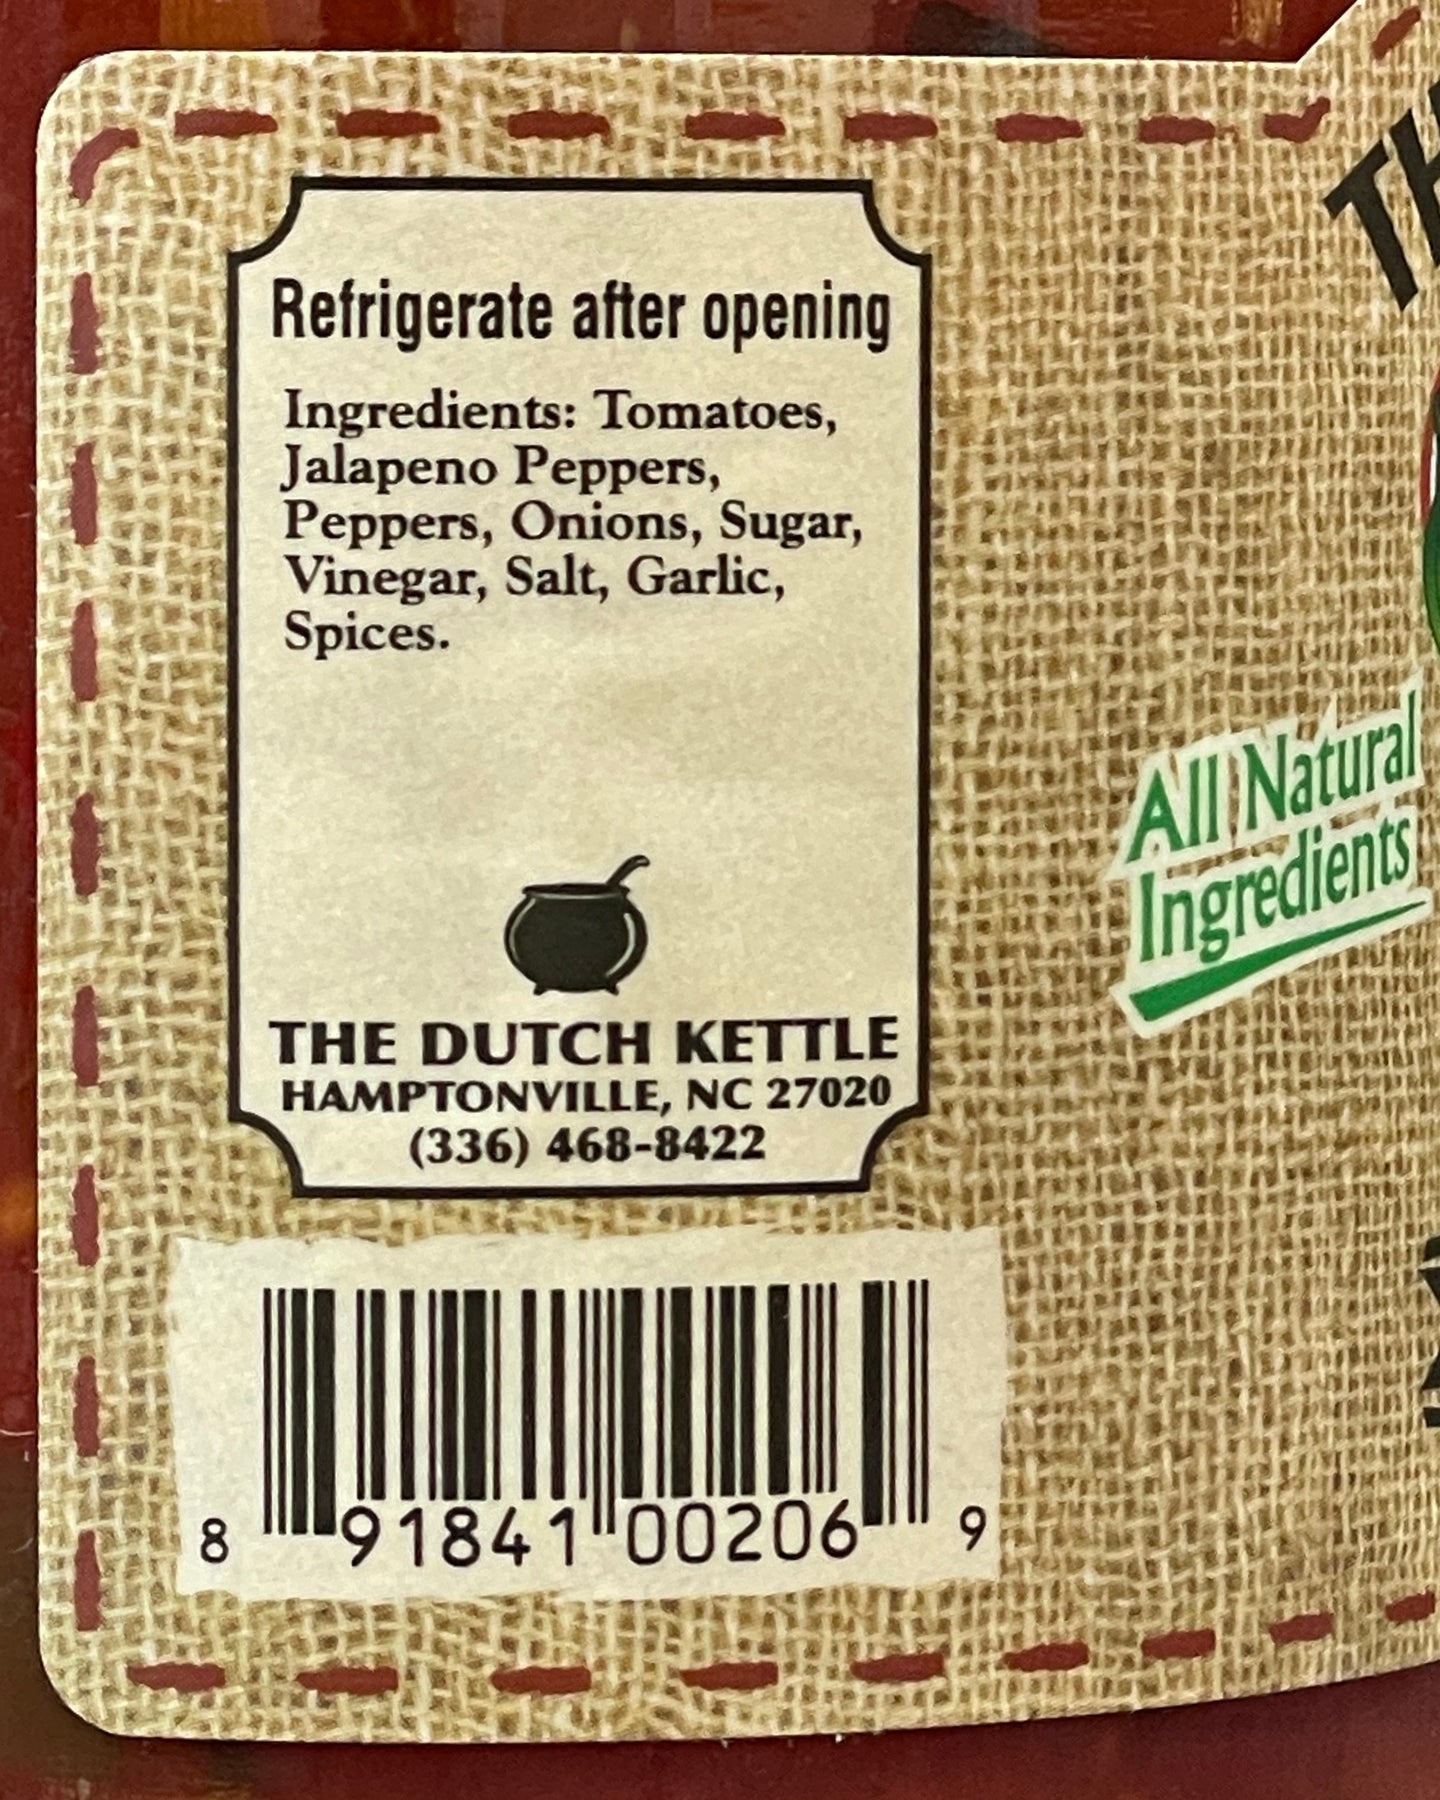 Refrigerate after opening
Ingredients: Tomatoes,
Jalapeno Peppers,
Peppers, Onions, Sugar,
Vinegar, Salt, Garlic,
Spices.
THE DUTCH KETTLE
HAMPTONVILLE, NC 27020
(336) 468-8422
8 91841 00206 9
All Natural
Ingredients